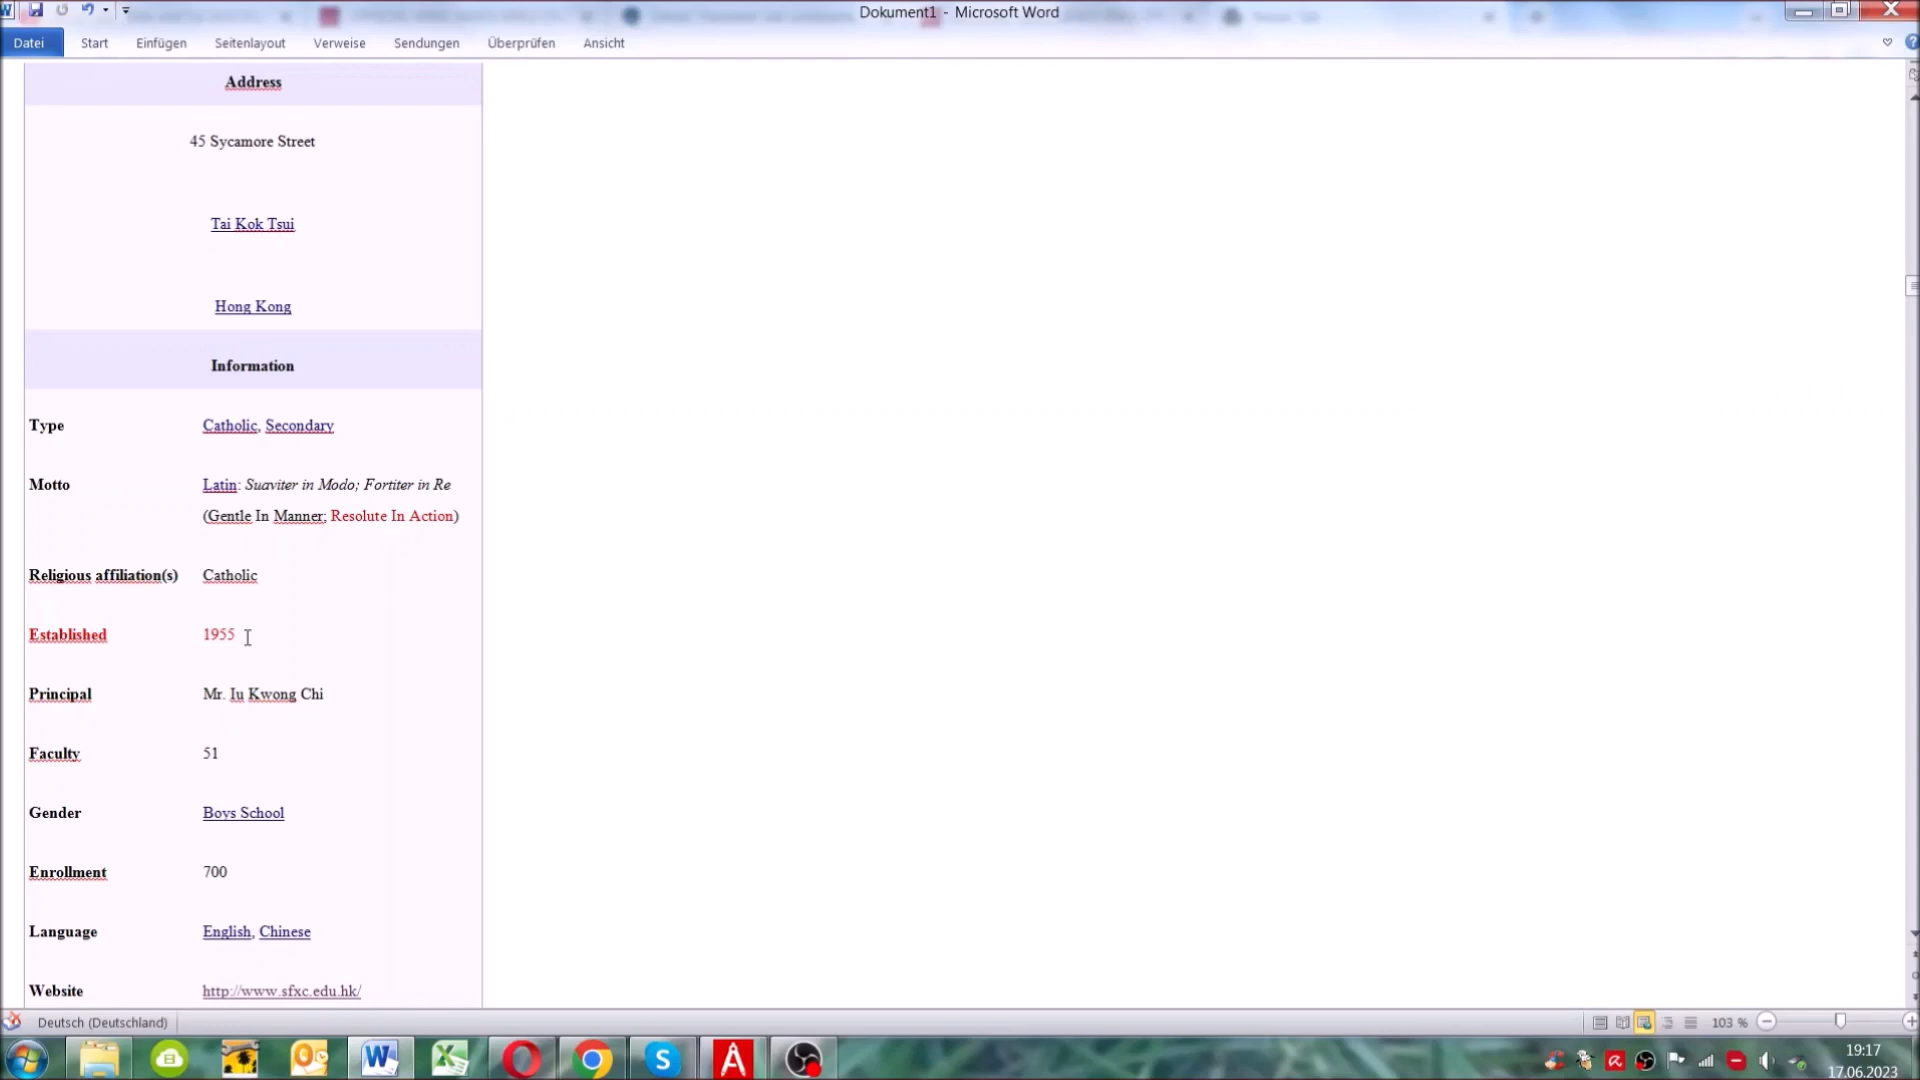 Dokument1 - Microsoft Word
Datei Start Einfügen Seitenlayout Verweise Sendungen Überprüfen Ansicht
Address
45 Sycamore Street
Tai Kok Tsui
Hong Kong
Information
Type Catholic, Secondary
Motto Latin: Suaviter in Modo; Fortiter in Re
(Gentle In Manner; Resolute In Action)
Religious affiliation(s) Catholic
Established 1955
Principal Mr. Iu Kwong Chi
Faculty 51
Gender Boys School
Enrollment 700
Language English, Chinese
Website http://www.sfxc.edu.hk/
Deutsch (Deutschland) 103 %
19:17
17.06.2023